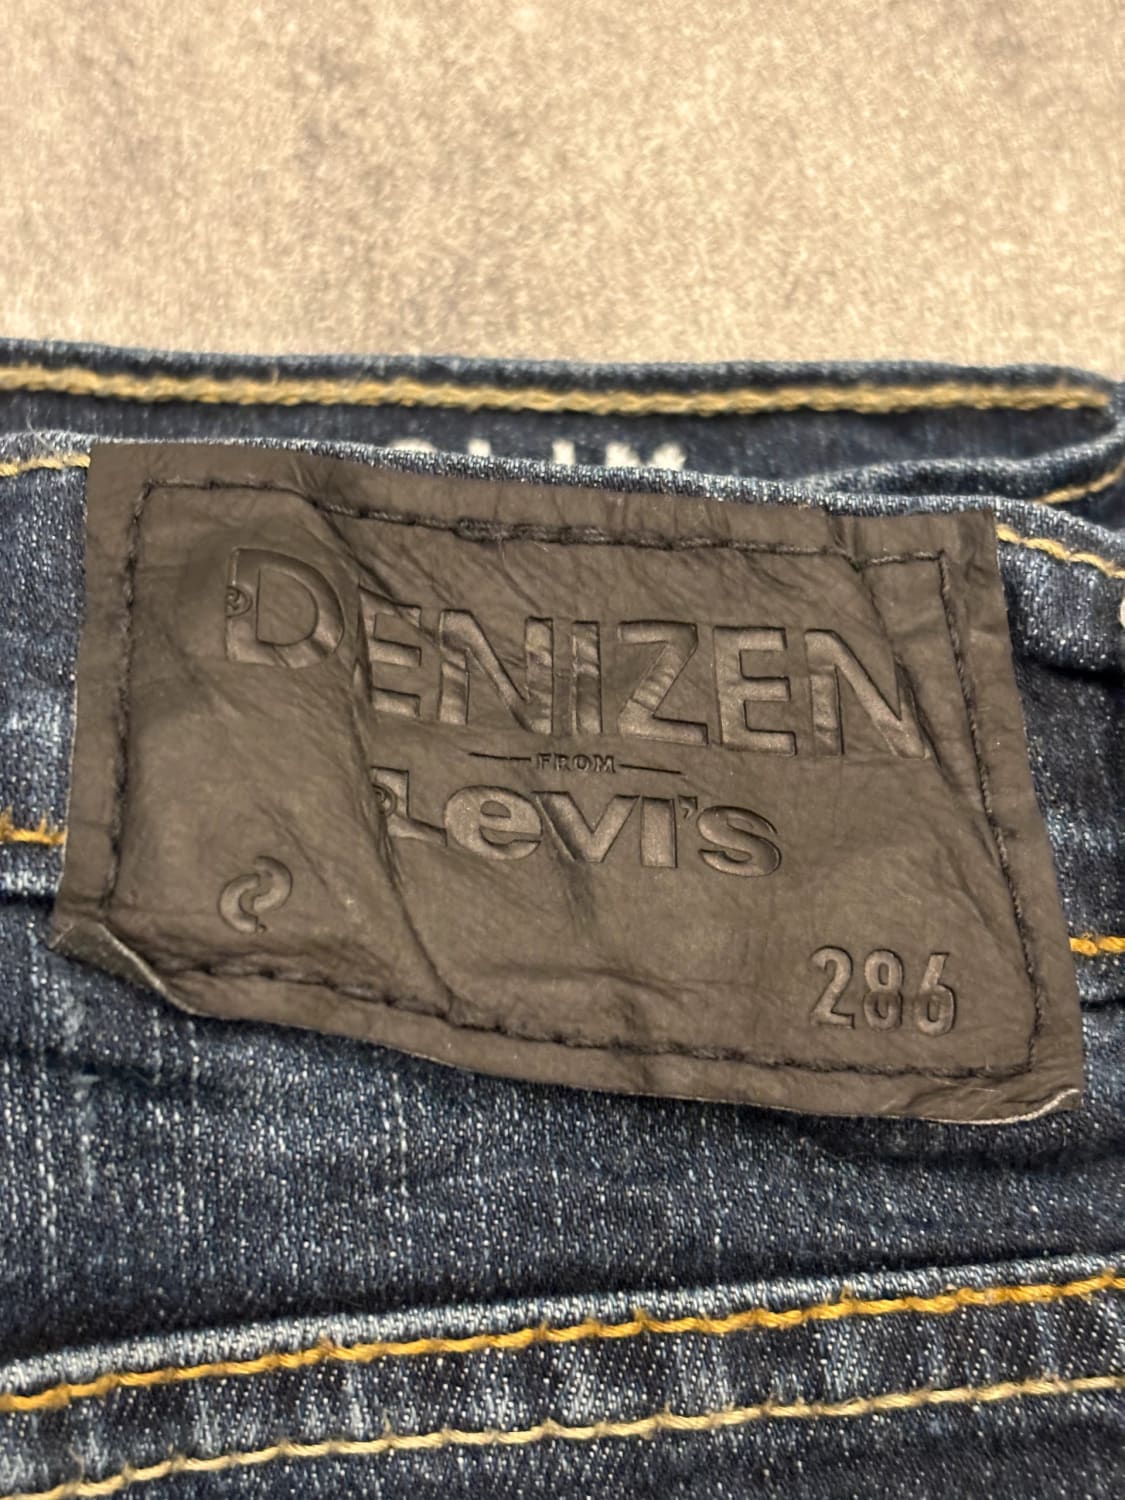 DENIZEN
FROM
Levi's
286